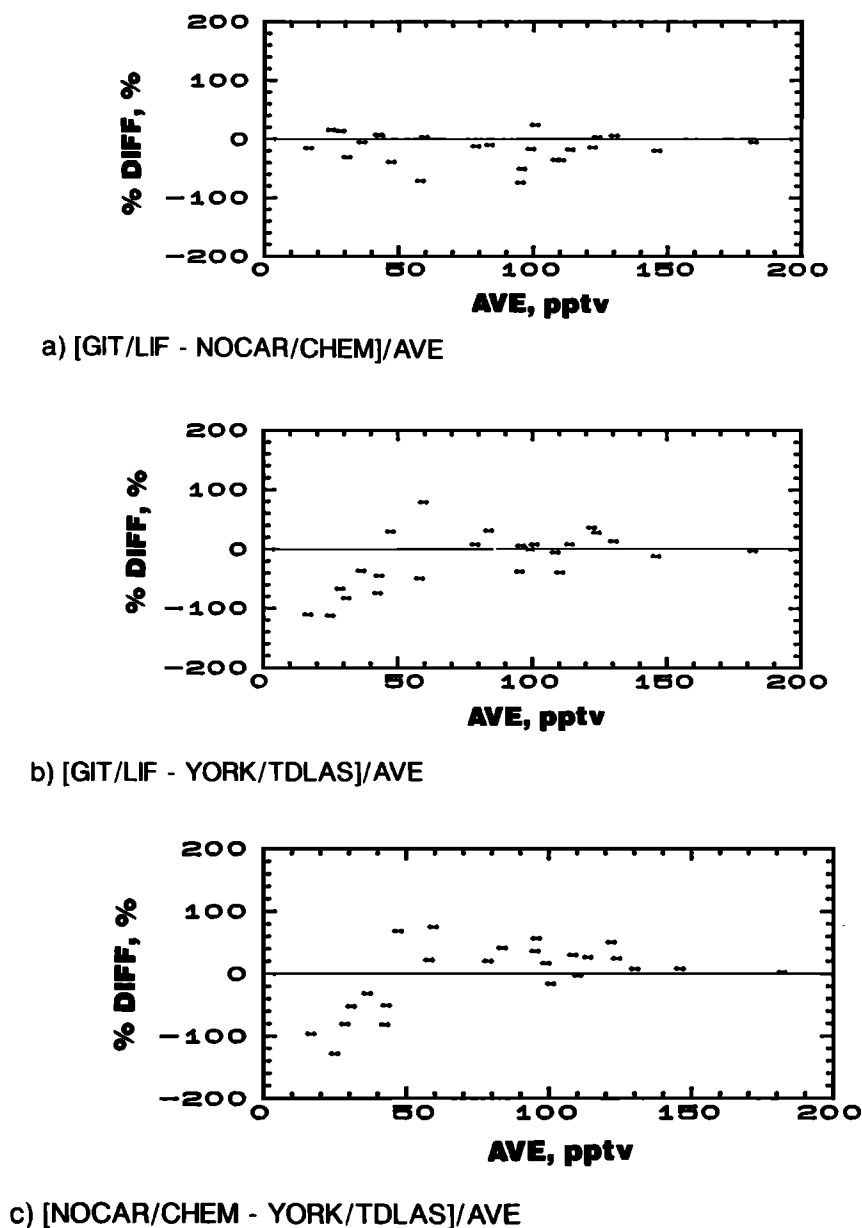 200
100
0
−100
−200
% DIFF, %
0 50 100 150 200
AVE, pptv
a) [GIT/LIF - NOCAR/CHEM]/AVE
200
100
0
−100
−200
% DIFF, %
0 50 100 150 200
AVE, pptv
b) [GIT/LIF - YORK/TDLAS]/AVE
200
100
0
−100
−200
% DIFF, %
0 50 100 150 200
AVE, pptv
c) [NOCAR/CHEM - YORK/TDLAS]/AVE